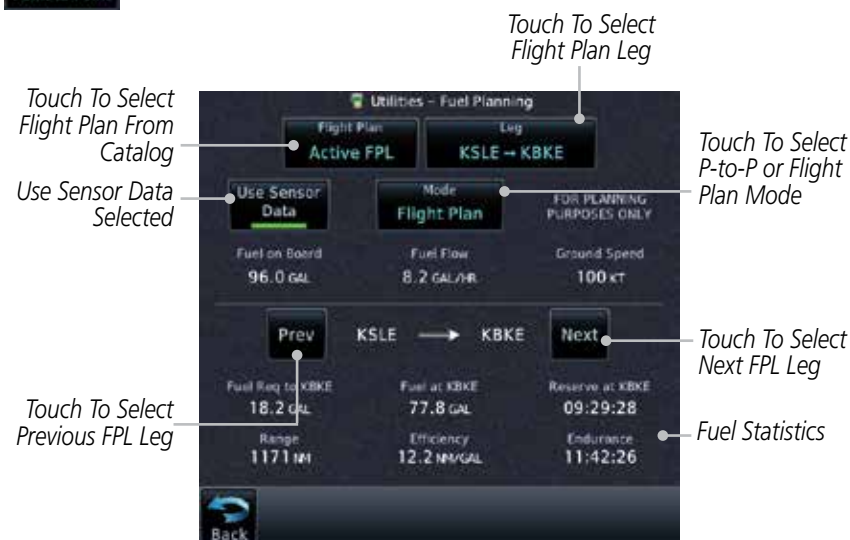 Touch To Select
Flight Plan Leg
Touch To Select
Flight Plan From
Catalog
Use Sensor Data
Selected
Touch To Select
P-to-P or Flight
Plan Mode
Touch To Select
Next FPL Leg
Touch To Select
Previous FPL Leg
Fuel Statistics
Utilities – Fuel Planning
Flight Plan
Active FPL
Leg
KSLE → KBKE
Use Sensor
Data
Mode
Flight Plan
FOR PLANNING
PURPOSES ONLY
Fuel on Board
96.0 GAL
Fuel Flow
8.2 GAL/HR
Ground Speed
100 KT
Prev
KSLE → KBKE
Next
Fuel Req to KBKE
18.2 GAL
Fuel at KBKE
77.8 GAL
Reserve at KBKE
09:29:28
Range
1171 NM
Efficiency
12.2 NM/GAL
Endurance
11:42:26
Back